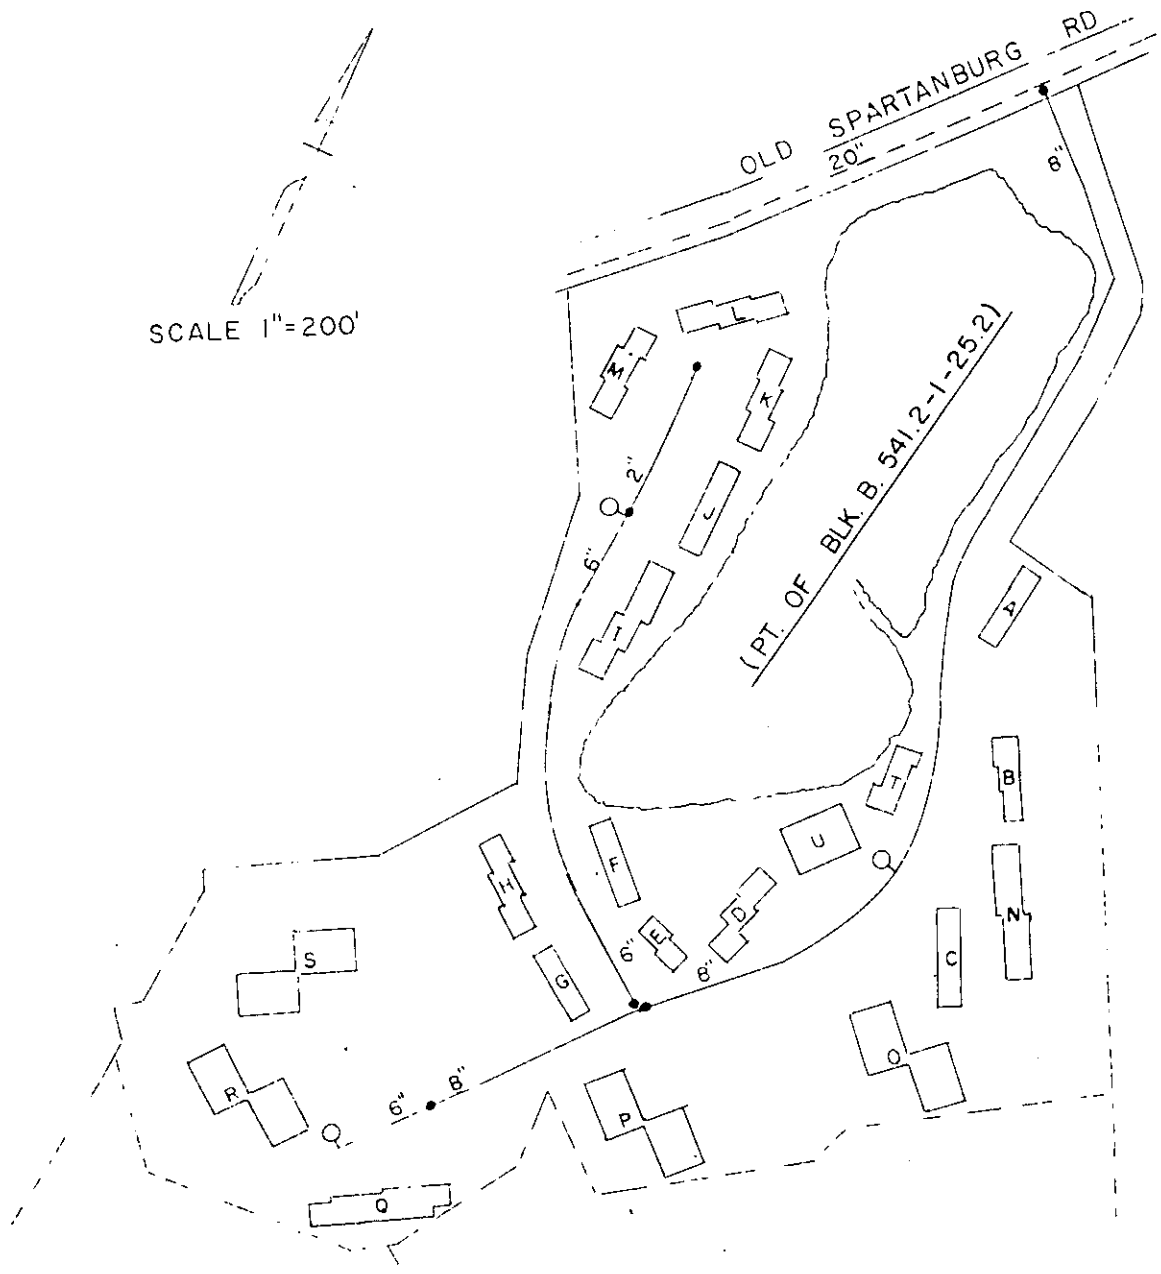 OLD SPARTANBURG RD
20"
8"
SCALE 1"=200'
L
M
K
(PT. OF BLK. B. 541.2-1-25.2)
2"
J
6"
I
A
T
B
U
F
H
D
N
E
6"
8"
C
G
S
O
R
6" 8"
P
Q